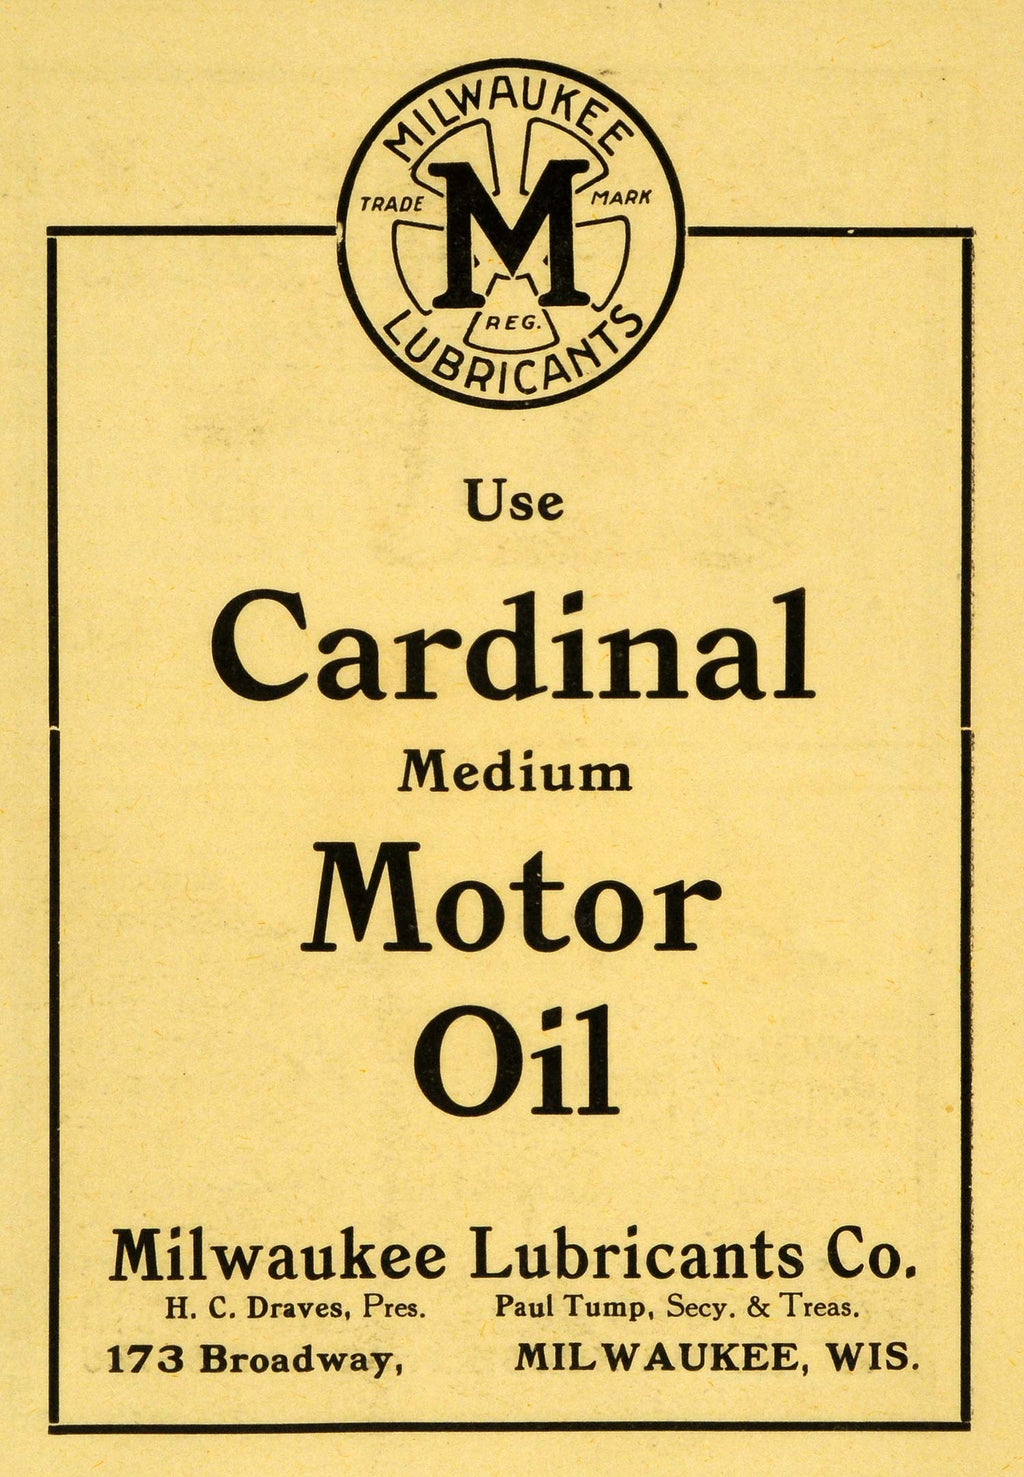 MILWAUKEE
TRADE MARK
M
REG.
LUBRICANTS
Use
Cardinal
Medium
Motor
Oil
Milwaukee Lubricants Co.
H. C. Draves, Pres. Paul Tump, Secy. & Treas.
173 Broadway, MILWAUKEE, WIS.